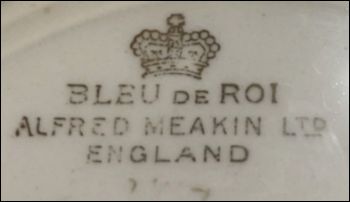 BLEU DE ROI
ALFRED MEAKIN LTD
ENGLAND